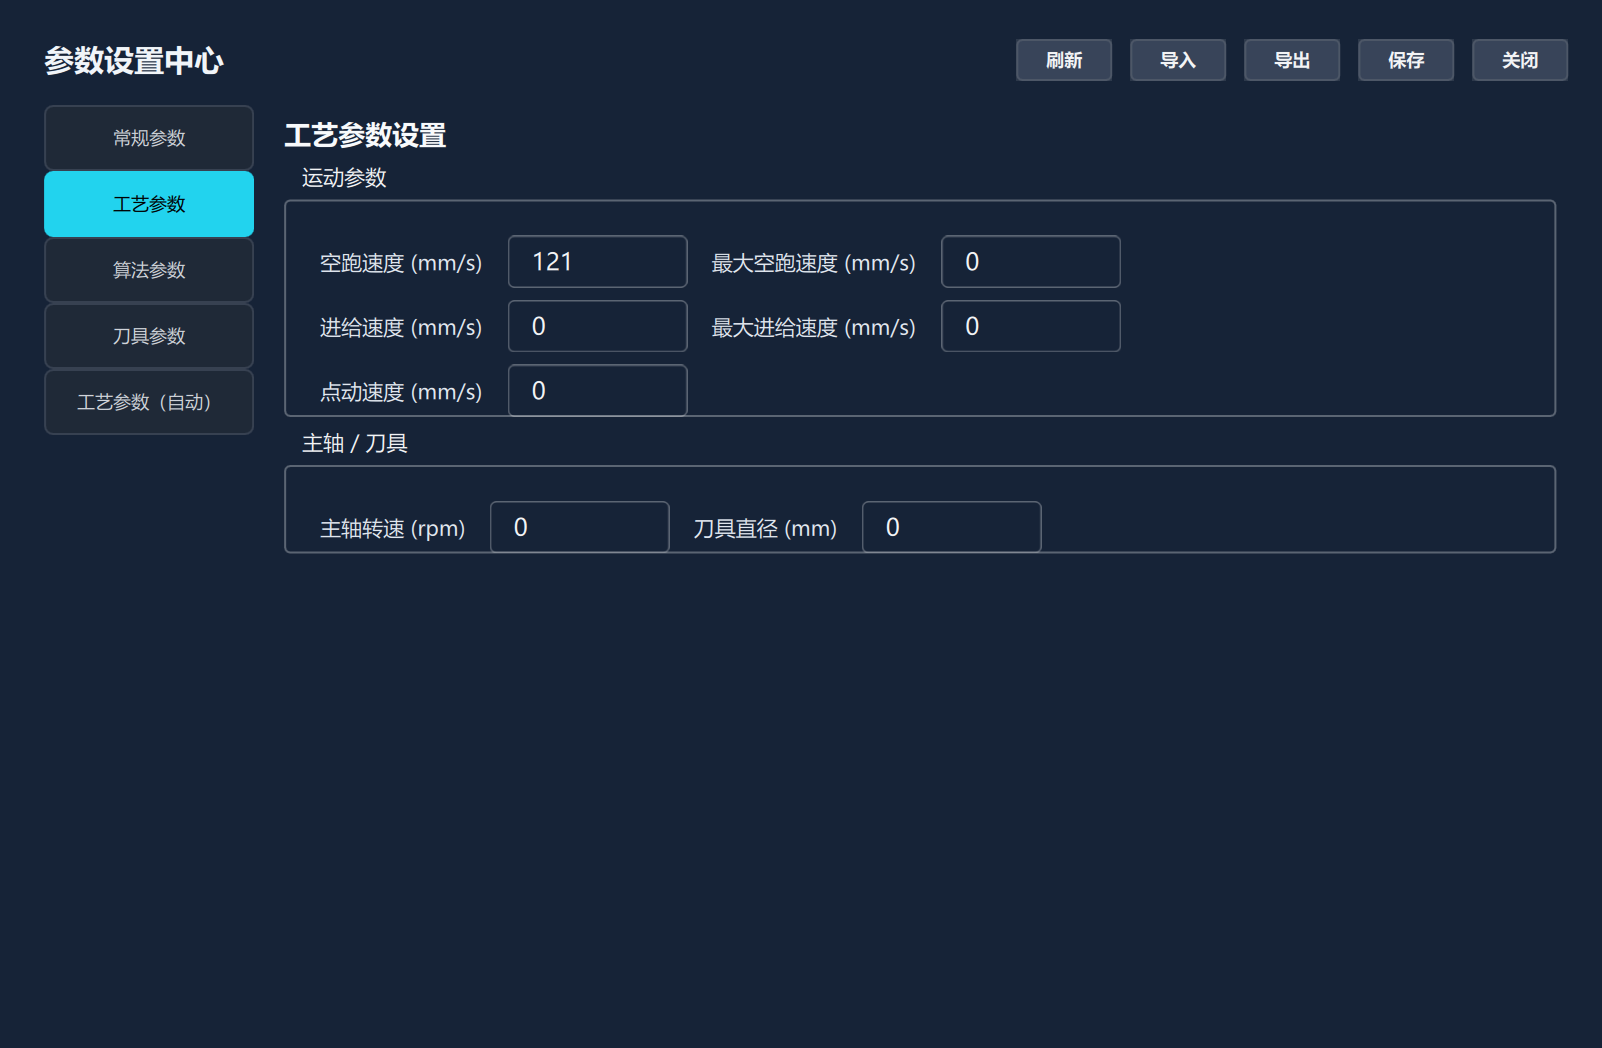 参数设置中心
刷新 导入 导出 保存 关闭
常规参数
工艺参数
算法参数
刀具参数
工艺参数（自动）
工艺参数设置
运动参数
空跑速度 (mm/s) 121 最大空跑速度 (mm/s) 0
进给速度 (mm/s) 0 最大进给速度 (mm/s) 0
点动速度 (mm/s) 0
主轴 / 刀具
主轴转速 (rpm) 0 刀具直径 (mm) 0